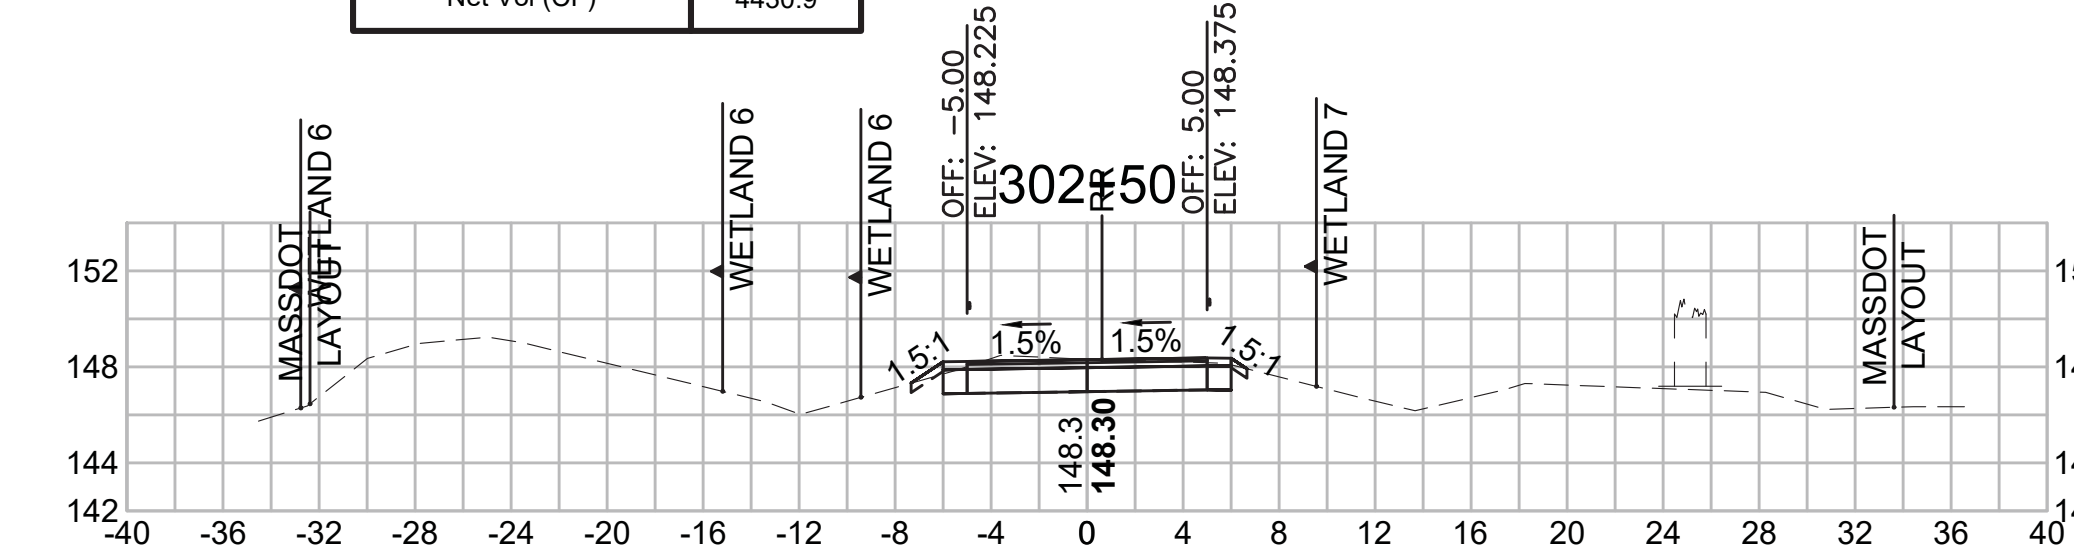 Net Vol (CF)
4430.9
OFF: -5.00
ELEV: 148.225
OFF: 5.00
ELEV: 148.375
302+50
RR
MASSDOT
LAYOUT
WETLAND 6
WETLAND 6
WETLAND 6
WETLAND 7
MASSDOT
LAYOUT
1.5:1
1.5%
1.5%
1.5:1
148.3
148.30
152
148
144
142
-40 -36 -32 -28 -24 -20 -16 -12 -8 -4 0 4 8 12 16 20 24 28 32 36 40